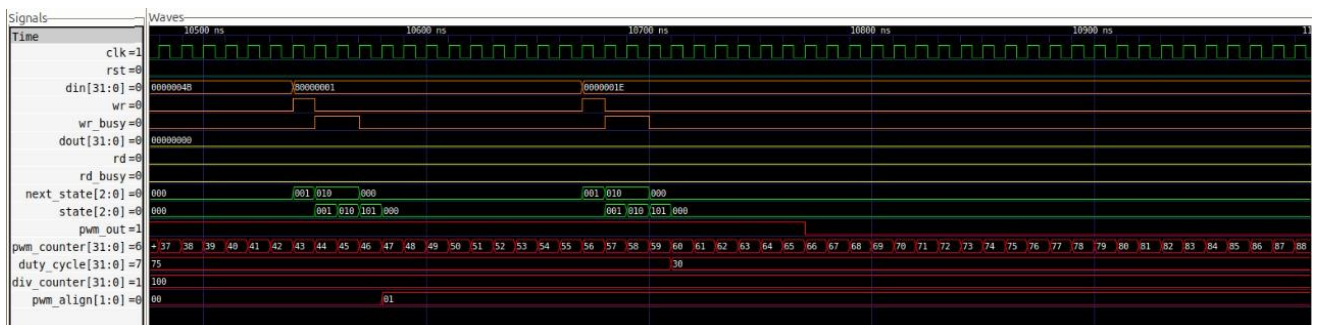 Signals Waves
Time 10500 ns 10600 ns 10700 ns 10800 ns 10900 ns 11
clk=1
rst=0
din[31:0]=0 0000004B 80000001 0000001E
wr=0
wr_busy=0
dout[31:0]=0 00000000
rd=0
rd_busy=0
next_state[2:0]=0 000 001 010 000 001 010 000
state[2:0]=0 000 001 010 101 000 001 010 101 000
pwm_out=1
pwm_counter[31:0]=6 +37 38 39 40 41 42 43 44 45 46 47 48 49 50 51 52 53 54 55 56 57 58 59 60 61 62 63 64 65 66 67 68 69 70 71 72 73 74 75 76 77 78 79 80 81 82 83 84 85 86 87 88
duty_cycle[31:0]=7 75 30
div_counter[31:0]=1 100
pwm_align[1:0]=0 00 01